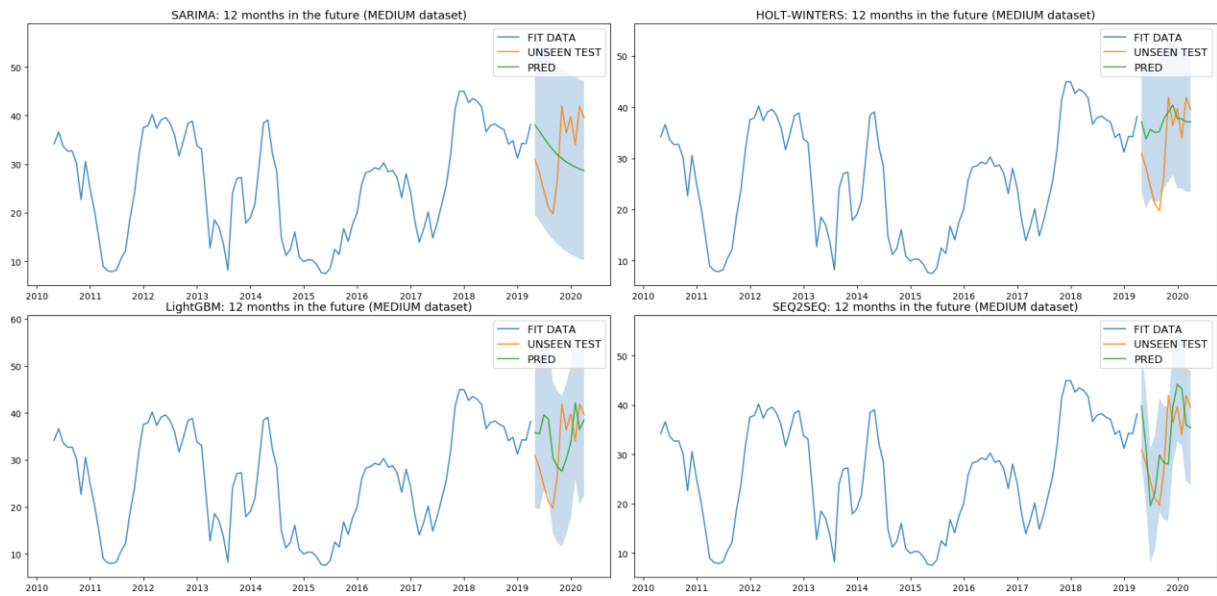 SARIMA: 12 months in the future (MEDIUM dataset)
FIT DATA
UNSEEN TEST
PRED
50
40
30
20
10
2010 2011 2012 2013 2014 2015 2016 2017 2018 2019 2020
HOLT-WINTERS: 12 months in the future (MEDIUM dataset)
FIT DATA
UNSEEN TEST
PRED
50
40
30
20
10
2010 2011 2012 2013 2014 2015 2016 2017 2018 2019 2020
LightGBM: 12 months in the future (MEDIUM dataset)
FIT DATA
UNSEEN TEST
PRED
60
50
40
30
20
10
2010 2011 2012 2013 2014 2015 2016 2017 2018 2019 2020
SEQ2SEQ: 12 months in the future (MEDIUM dataset)
FIT DATA
UNSEEN TEST
PRED
50
40
30
20
10
2010 2011 2012 2013 2014 2015 2016 2017 2018 2019 2020